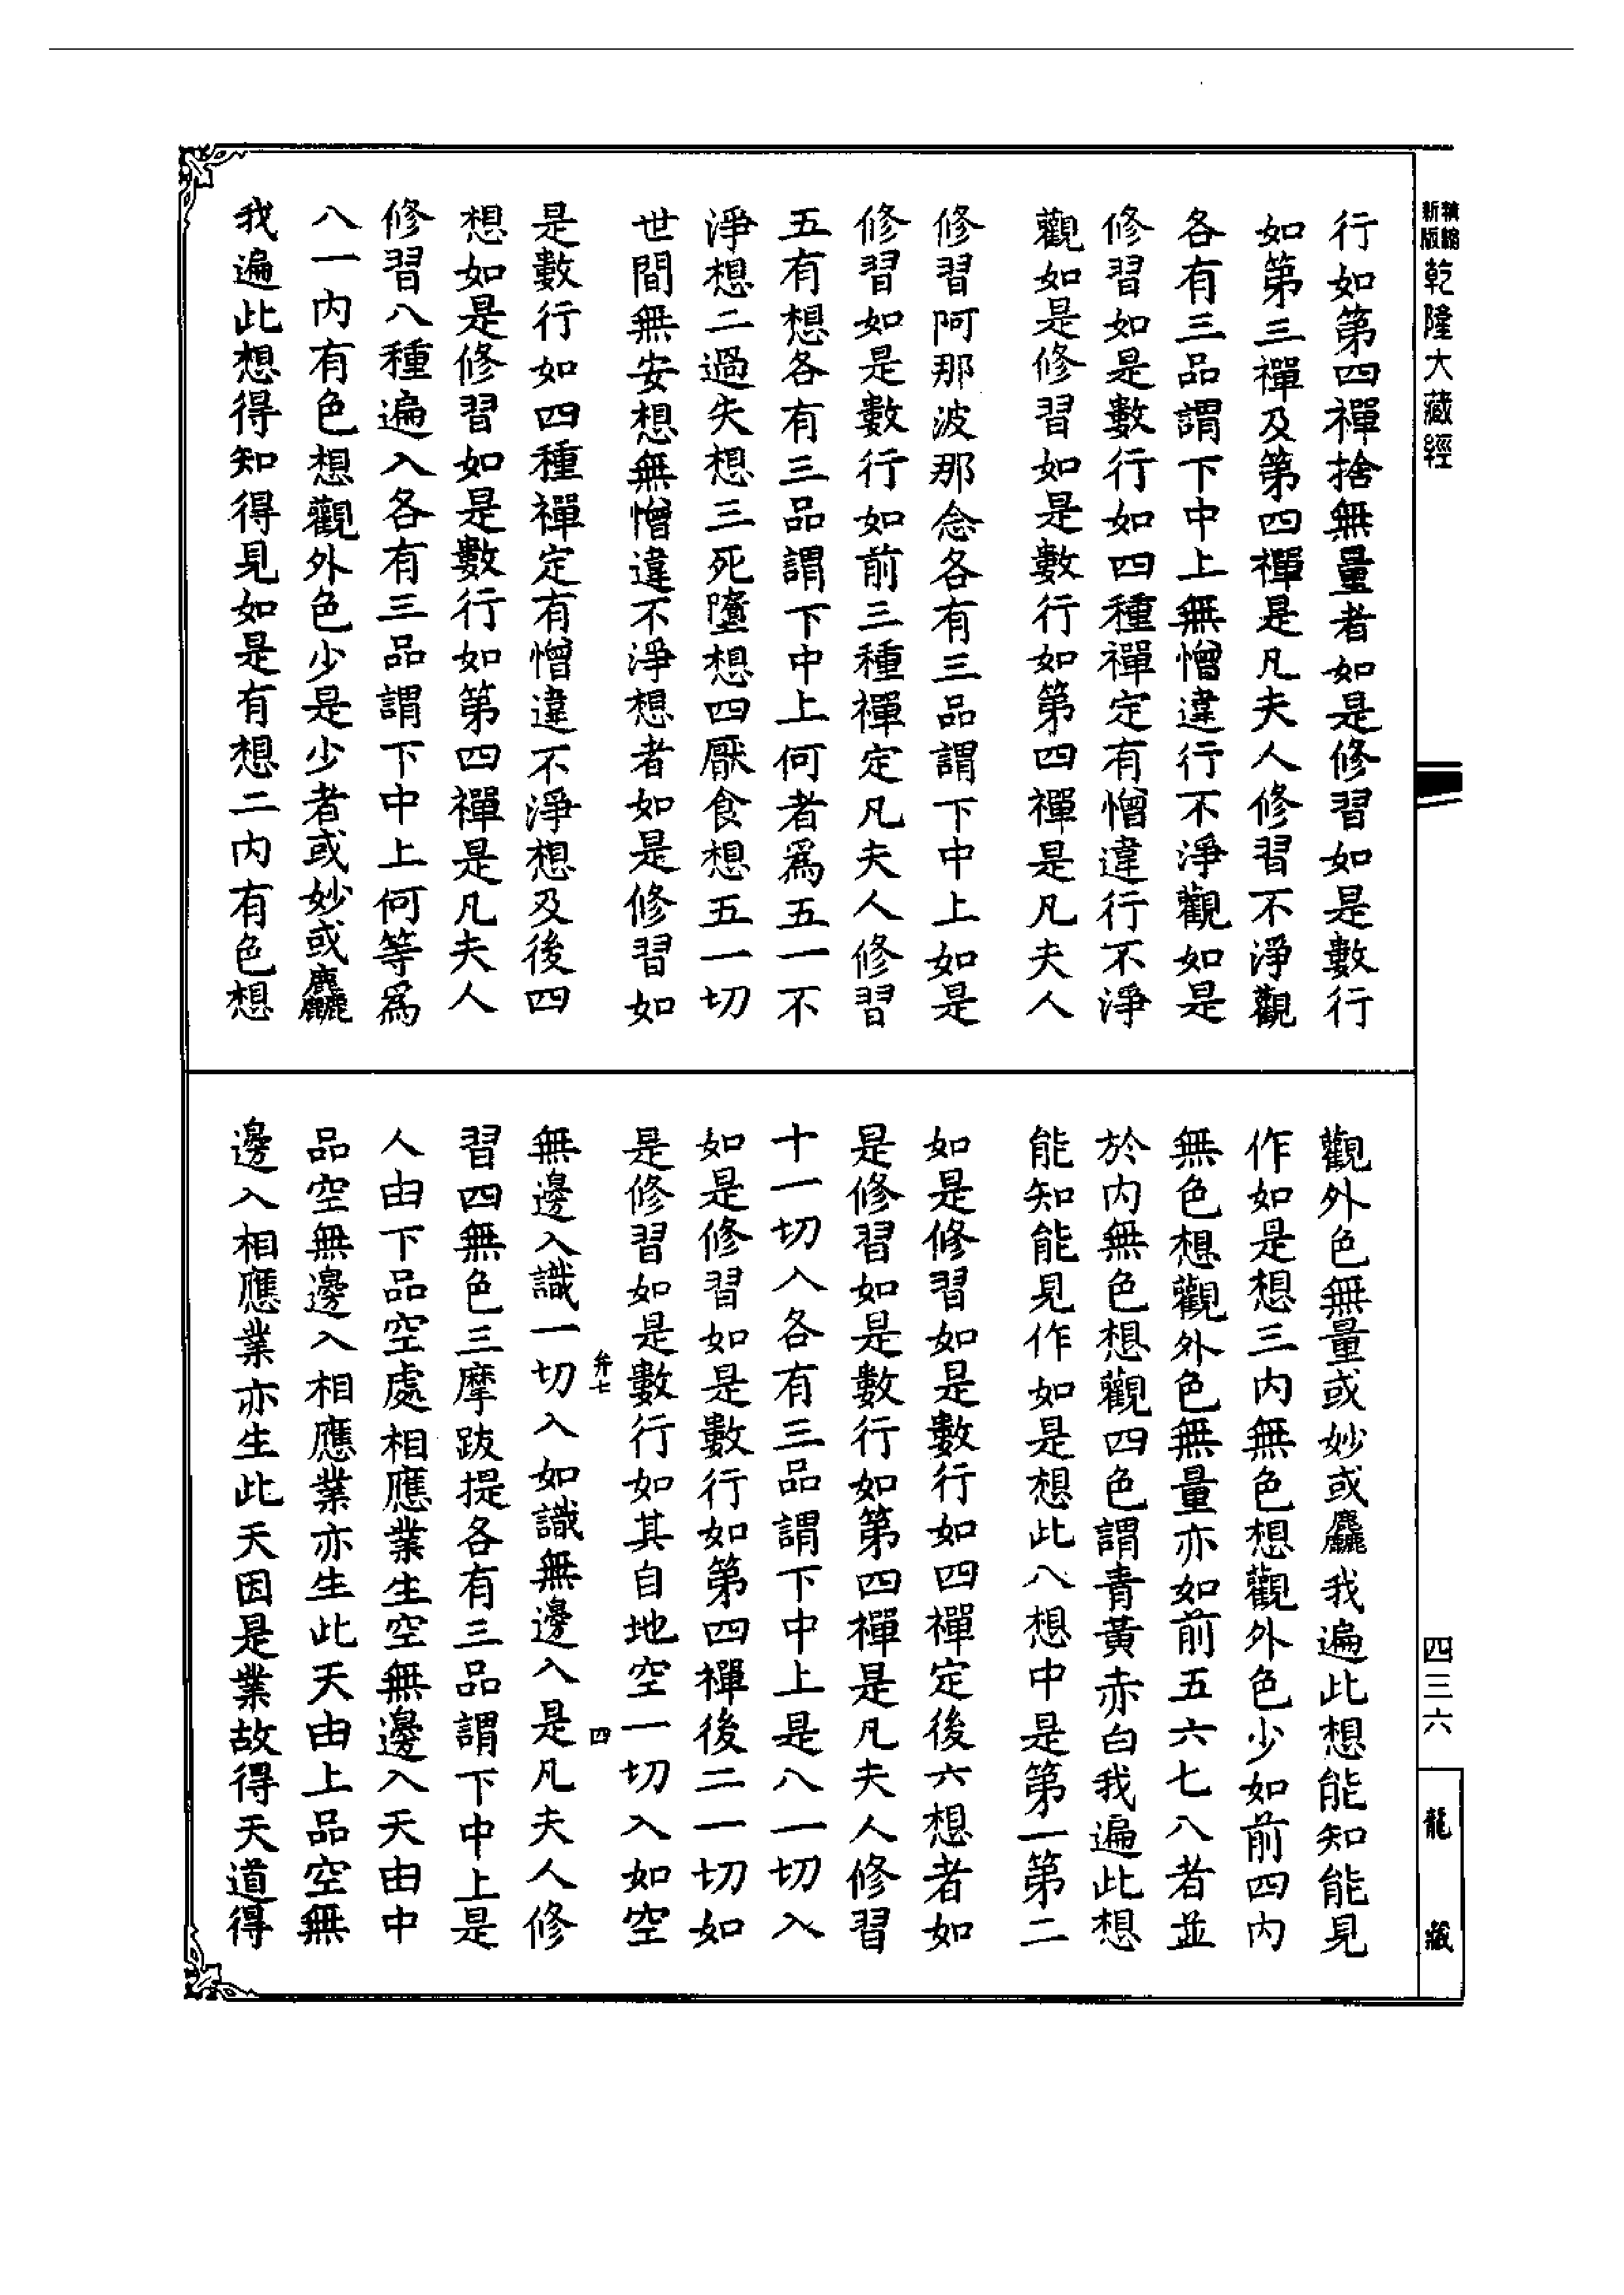 新版精縮
乾隆大藏經
行如第四禪捨無量者如是修習如是數行
如第三禪及第四禪是凡夫人修習不淨觀
各有三品謂下中上無憎違行不淨觀如是
修習如是數行如四種禪定有憎違行不淨
觀如是修習如是數行如第四禪是凡夫人
修習阿那波那念各有三品謂下中上如是
修習如是數行如前三種禪定凡夫人修習
五有想各有三品謂下中上何者爲五一不
淨想二過失想三死墮想四厭食想五一切
世間無安想無憎違不淨想者如是修習如
是數行如四種禪定有憎違不淨想及後四
想如是修習如是數行如第四禪是凡夫人
修習八種遍入各有三品謂下中上何等爲
八一內有色想觀外色少是少者或妙或麤
我遍此想得知得見如是有想二內有色想
觀外色無量或妙或麤我遍此想能知能見
作如是想三內無色想觀外色少如前四內
無色想觀外色無量亦如前五六七八者並
於內無色想觀四色謂青黃赤白我遍此想
能知能見作如是想此八想中是第一第二
如是修習如是數行如四禪定後六想者如
是修習如是數行如第四禪是凡夫人修習
十一切入各有三品謂下中上是八一切入
如是修習如是數行如第四禪後二一切如
是修習如是數行如其自地空一切入如空
弁七
四
無邊入識一切入如識無邊入是凡夫人修
習四無色三摩跋提各有三品謂下中上是
人由下品空處相應業生空無邊入天由中
品空無邊入相應業亦生此天由上品空無
邊入相應業亦生此天因是業故得天道得
四三六
龍藏